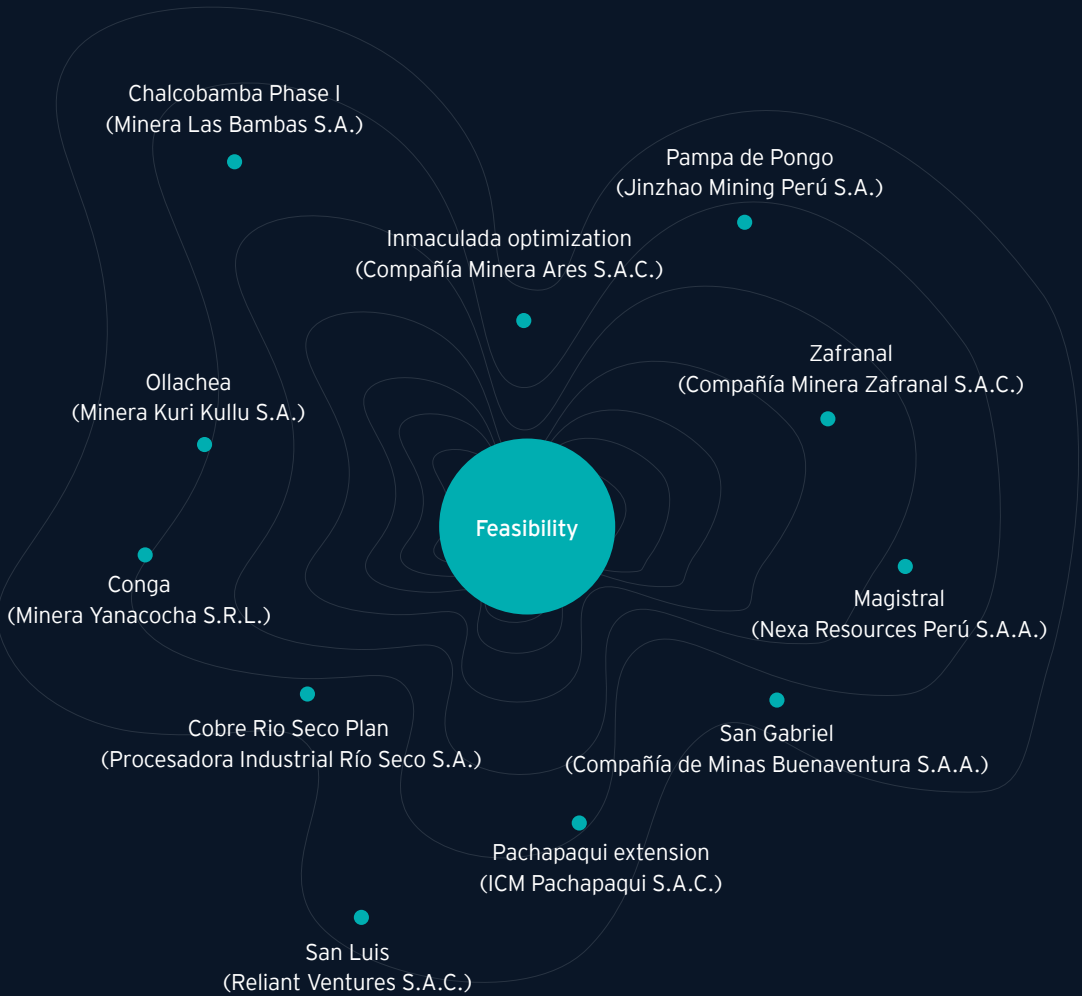 Chalcobamba Phase I
(Minera Las Bambas S.A.)
Pampa de Pongo
(Jinzhao Mining Perú S.A.)
Inmaculada optimization
(Compañía Minera Ares S.A.C.)
Zafranal
(Compañía Minera Zafranal S.A.C.)
Ollachea
(Minera Kuri Kullu S.A.)
Feasibility
Conga
(Minera Yanacocha S.R.L.)
Magistral
(Nexa Resources Perú S.A.A.)
Cobre Rio Seco Plan
(Procesadora Industrial Río Seco S.A.)
San Gabriel
(Compañía de Minas Buenaventura S.A.A.)
Pachapaqui extension
(ICM Pachapaqui S.A.C.)
San Luis
(Reliant Ventures S.A.C.)